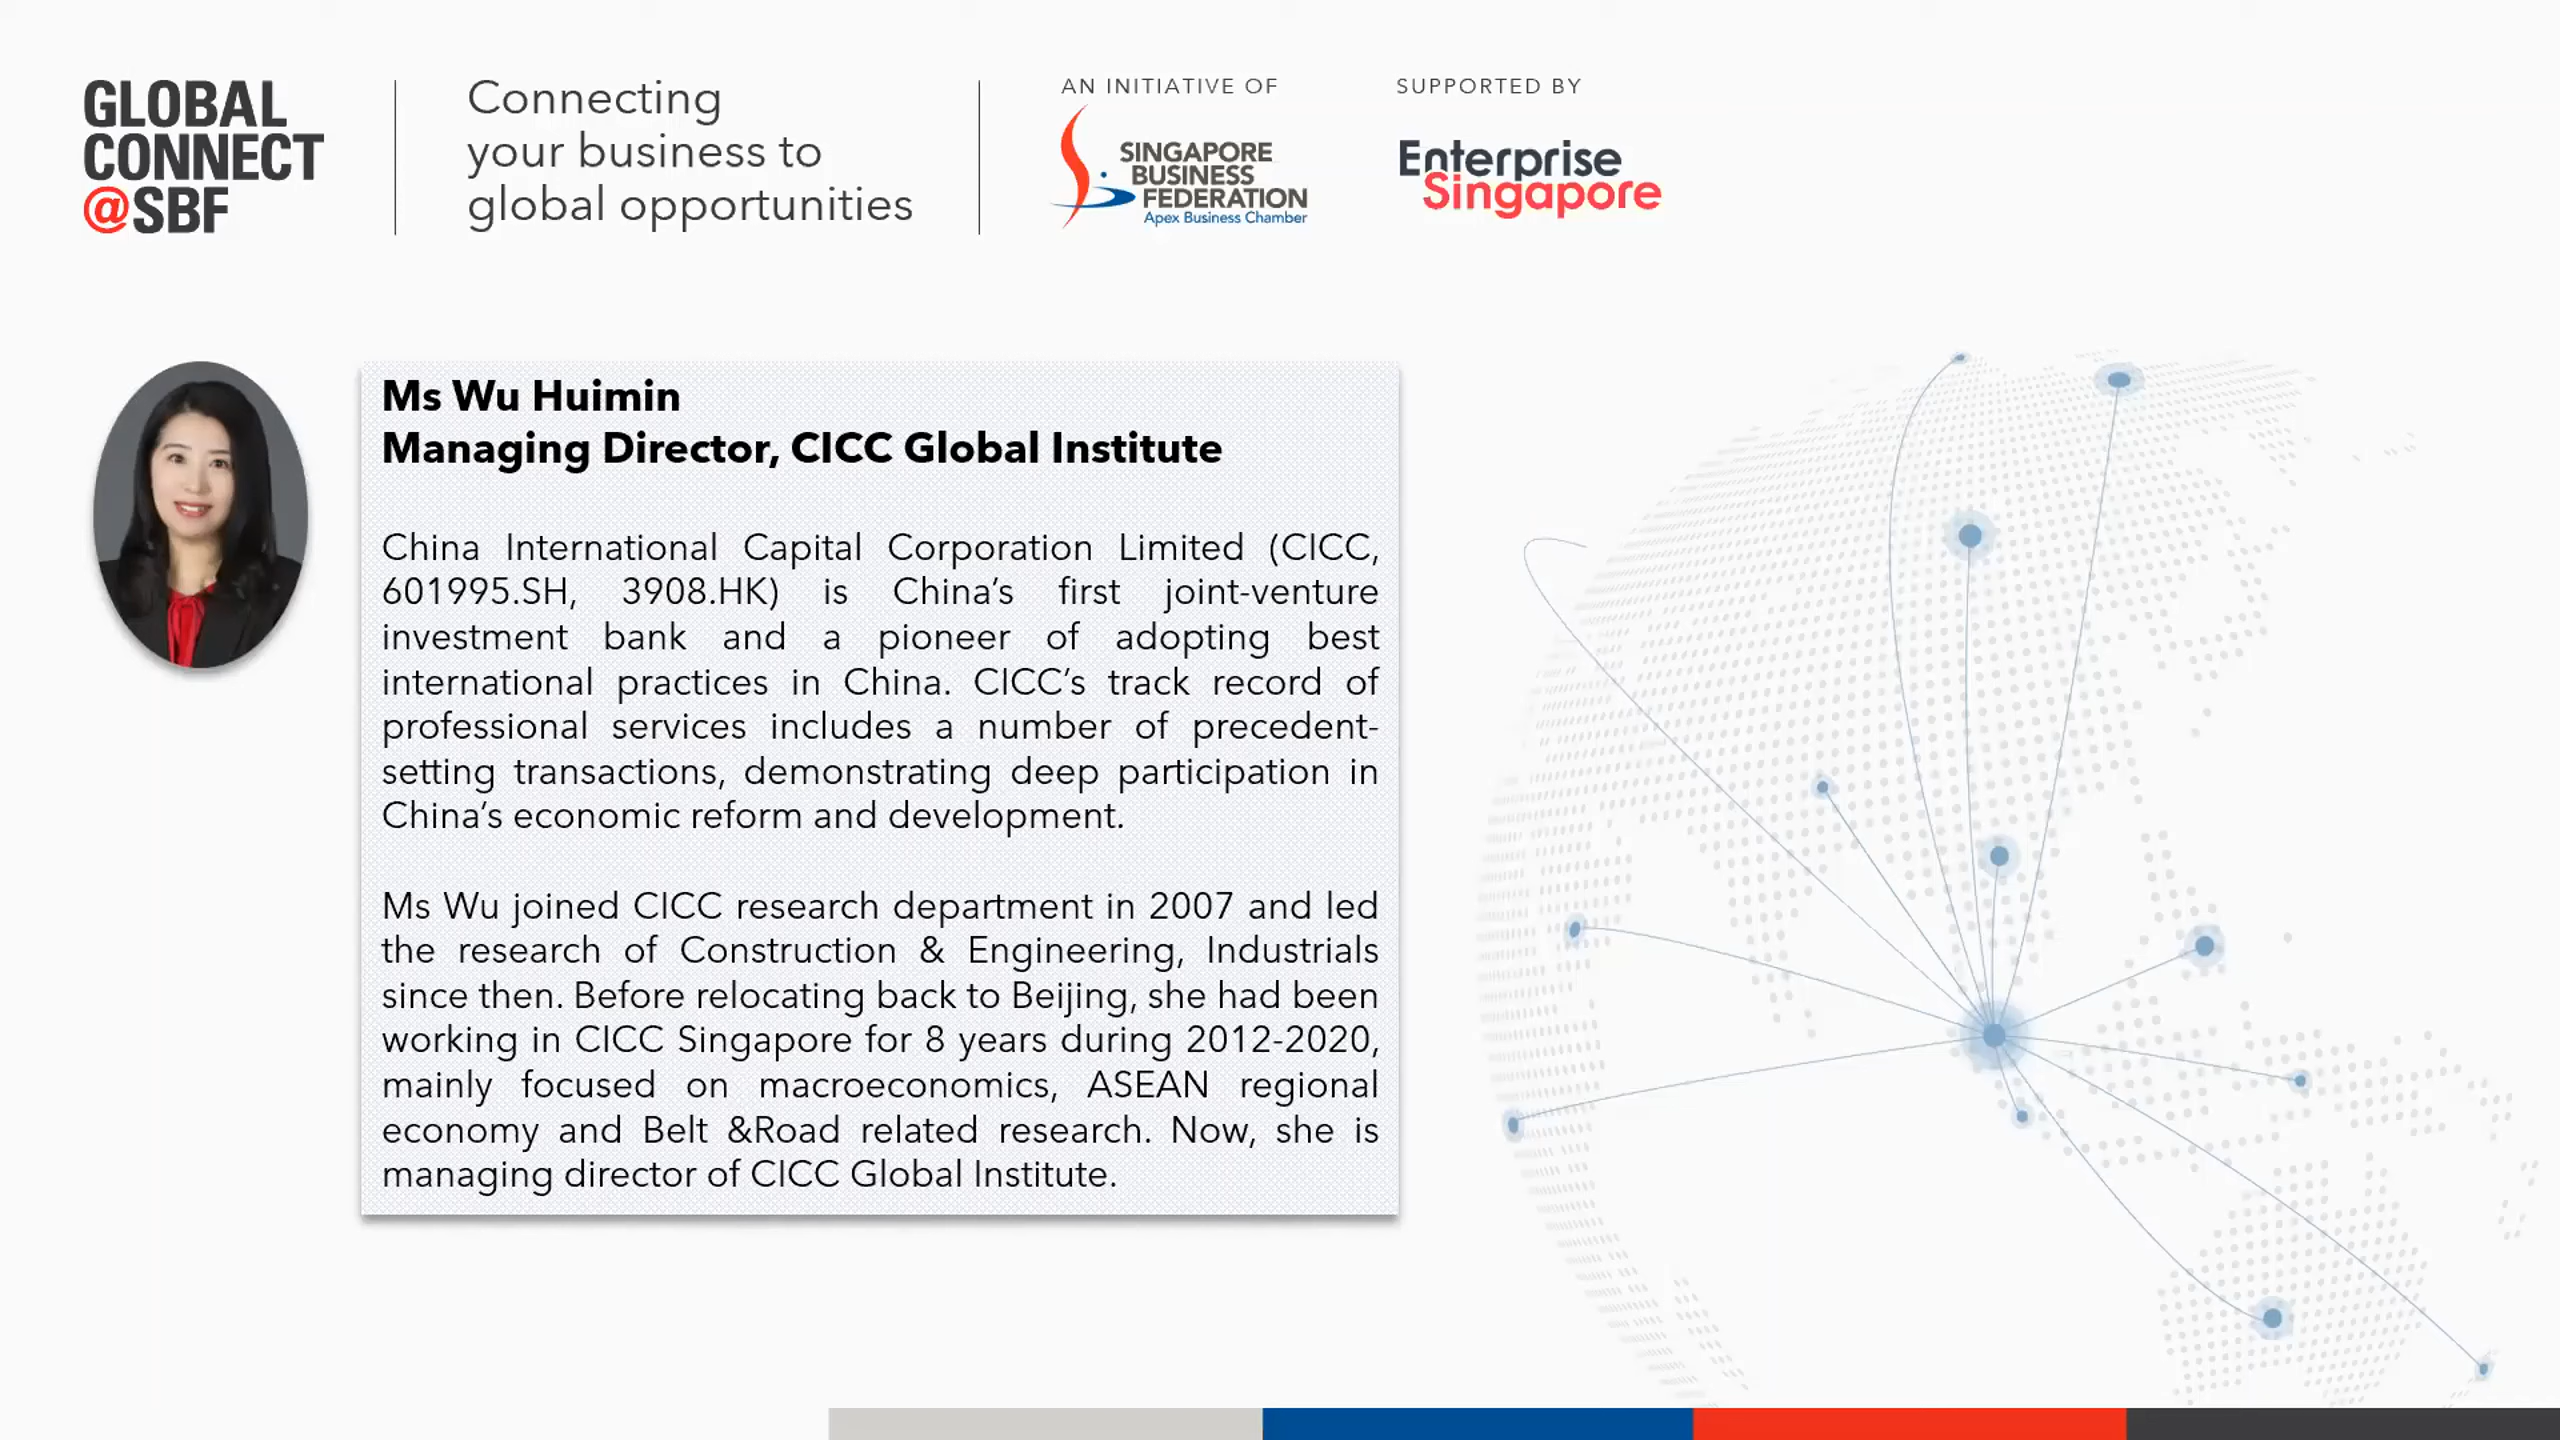 GLOBAL
CONNECT
@SBF
Connecting
your business to
global opportunities
AN INITIATIVE OF
SINGAPORE
BUSINESS
FEDERATION
Apex Business Chamber
SUPPORTED BY
Enterprise
Singapore
Ms Wu Huimin
Managing Director, CICC Global Institute
China International Capital Corporation Limited (CICC,
601995.SH, 3908.HK) is China’s first joint-venture
investment bank and a pioneer of adopting best
international practices in China. CICC’s track record of
professional services includes a number of precedent-
setting transactions, demonstrating deep participation in
China’s economic reform and development.
Ms Wu joined CICC research department in 2007 and led
the research of Construction & Engineering, Industrials
since then. Before relocating back to Beijing, she had been
working in CICC Singapore for 8 years during 2012-2020,
mainly focused on macroeconomics, ASEAN regional
economy and Belt &Road related research. Now, she is
managing director of CICC Global Institute.